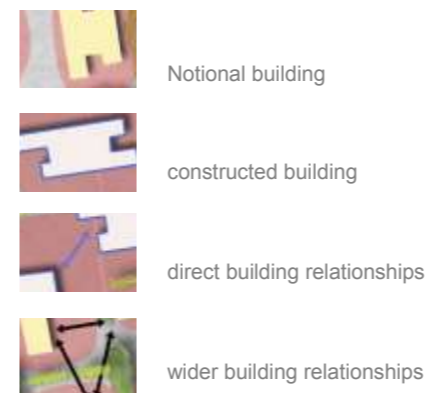 Notional building
constructed building
direct building relationships
wider building relationships